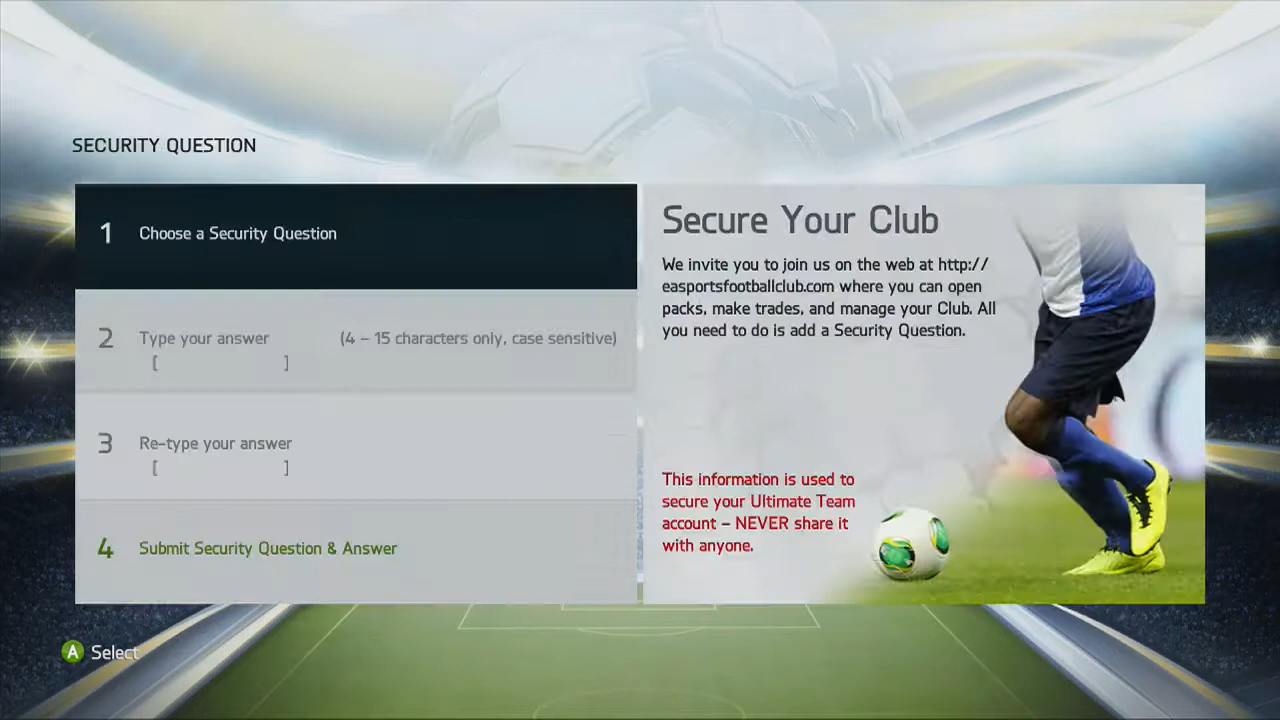 SECURITY QUESTION
1 Choose a Security Question
2 Type your answer (4 – 15 characters only, case sensitive)
[ ]
3 Re-type your answer
[ ]
4 Submit Security Question & Answer
Secure Your Club
We invite you to join us on the web at http://
easportsfootballclub.com where you can open
packs, make trades, and manage your Club. All
you need to do is add a Security Question.
This information is used to
secure your Ultimate Team
account – NEVER share it
with anyone.
A Select